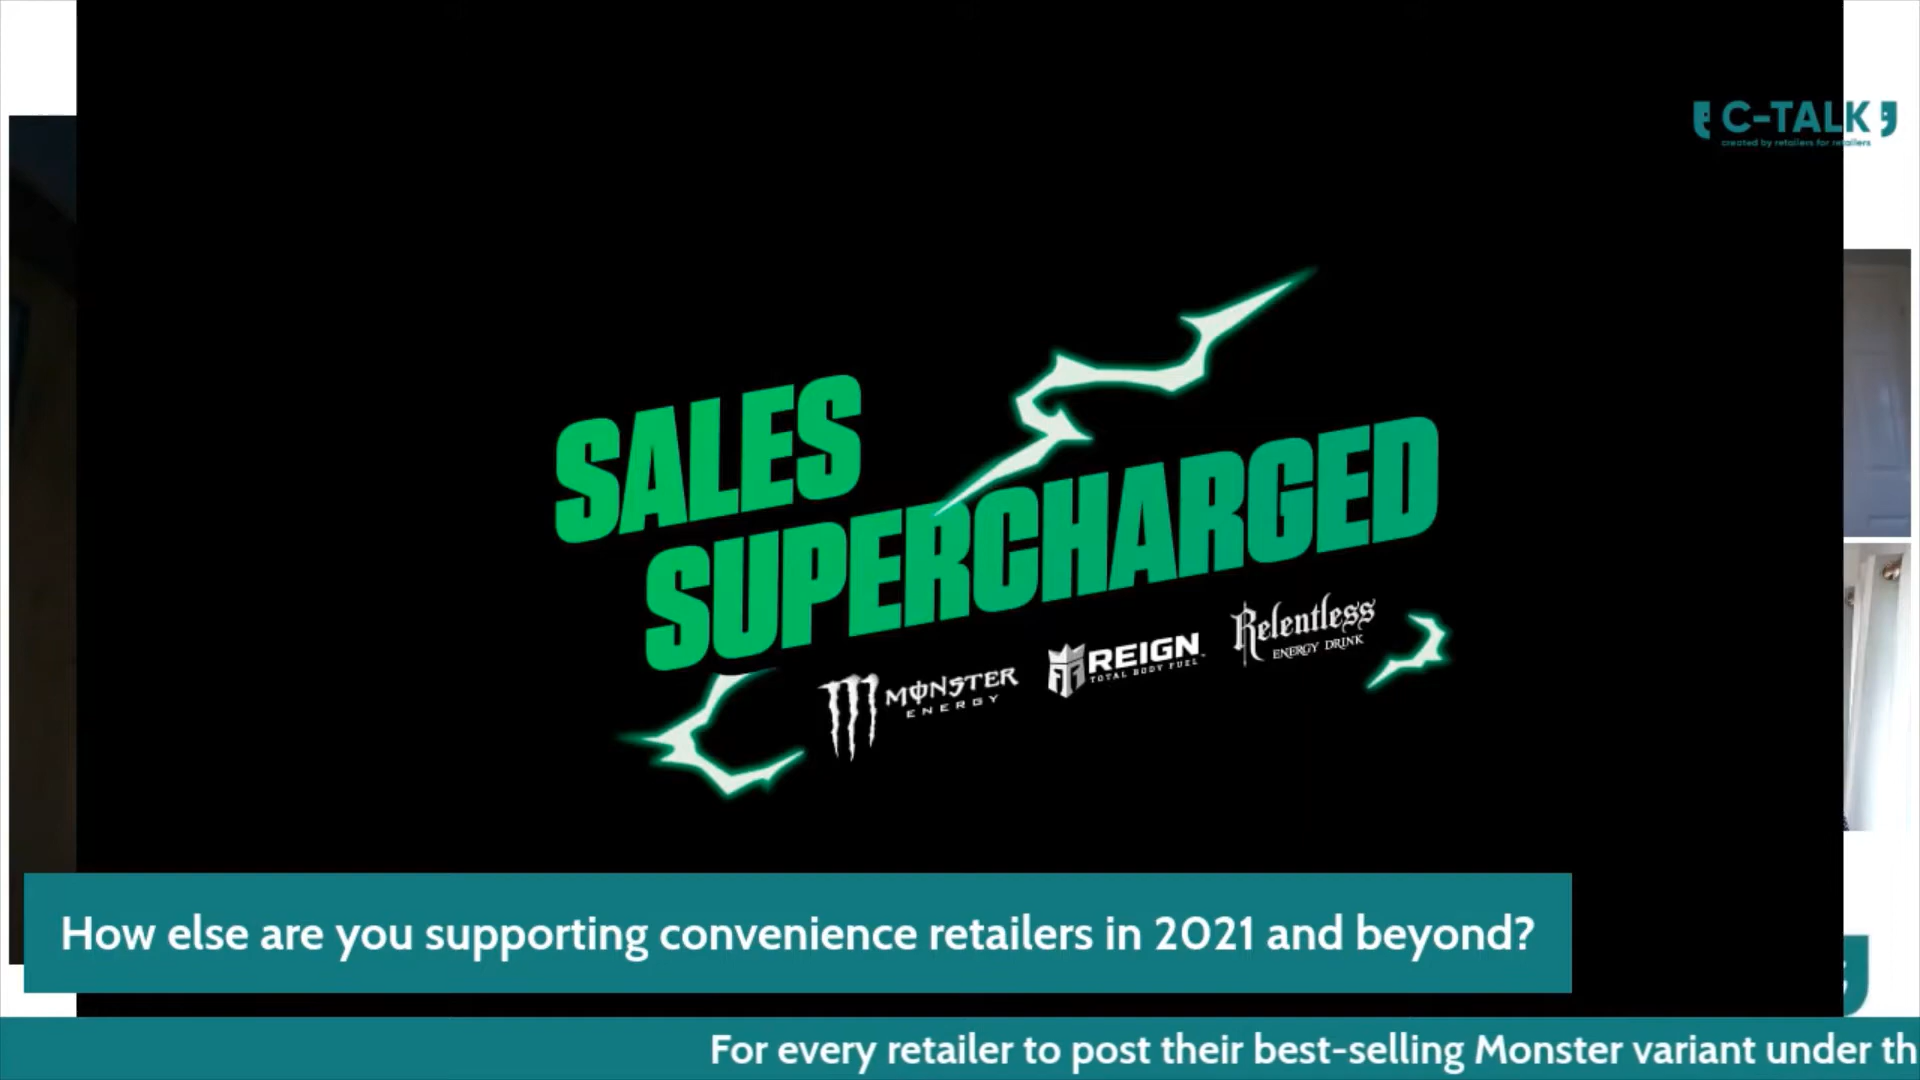 C-TALK
created by retailers for retailers
SALES
SUPERCHARGED
MONSTER
ENERGY
REIGN
TOTAL BODY FUEL
Relentless
ENERGY DRINK
How else are you supporting convenience retailers in 2021 and beyond?
For every retailer to post their best-selling Monster variant under th